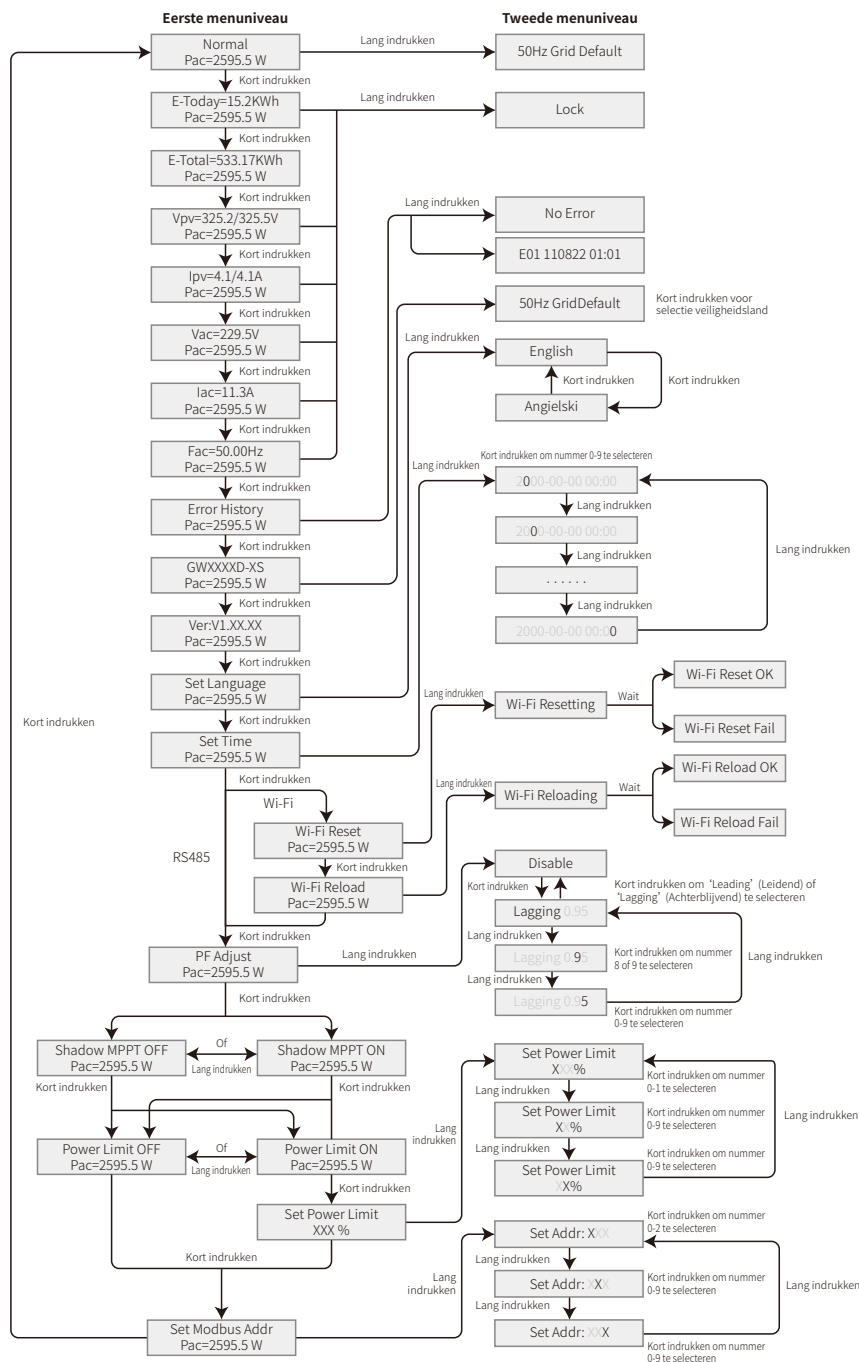 Eerste menuniveau
Tweede menuniveau
Normal
Pac=2595.5 W
Lang indrukken
50Hz Grid Default
Kort indrukken
E-Today=15.2KWh
Pac=2595.5 W
Lang indrukken
Lock
Kort indrukken
E-Total=533.17KWh
Pac=2595.5 W
Kort indrukken
Vpv=325.2/325.5V
Pac=2595.5 W
Lang indrukken
No Error
E01 110822 01:01
Kort indrukken
Ipv=4.1/4.1A
Pac=2595.5 W
50Hz GridDefault
Kort indrukken voor
selectie veiligheidsland
Kort indrukken
Vac=229.5V
Pac=2595.5 W
Lang indrukken
English
Kort indrukken
Kort indrukken
Angielski
Kort indrukken
Iac=11.3A
Pac=2595.5 W
Kort indrukken
Fac=50.00Hz
Pac=2595.5 W
Kort indrukken om nummer 0-9 te selecteren
Lang indrukken
2000-00-00 00:00
Lang indrukken
2000-00-00 00:00
Lang indrukken
. . . . . .
Lang indrukken
2000-00-00 00:00
Lang indrukken
Kort indrukken
Error History
Pac=2595.5 W
Kort indrukken
GWXXXXD-XS
Pac=2595.5 W
Kort indrukken
Ver:V1.XX.XX
Pac=2595.5 W
Kort indrukken
Set Language
Pac=2595.5 W
Kort indrukken
Kort indrukken
Set Time
Pac=2595.5 W
Lang indrukken
Wi-Fi Resetting
Wait
Wi-Fi Reset OK
Wi-Fi Reset Fail
Kort indrukken
Wi-Fi
RS485
Wi-Fi Reset
Pac=2595.5 W
Lang indrukken
Wi-Fi Reloading
Wait
Wi-Fi Reload OK
Wi-Fi Reload Fail
Kort indrukken
Wi-Fi Reload
Pac=2595.5 W
Kort indrukken
PF Adjust
Pac=2595.5 W
Lang indrukken
Disable
Kort indrukken
Kort indrukken om ‘Leading’ (Leidend) of
‘Lagging’ (Achterblijvend) te selecteren
Lagging 0.95
Lang indrukken
Lagging 0.95
Kort indrukken om nummer
8 of 9 te selecteren
Lang indrukken
Lang indrukken
Lagging 0.95
Kort indrukken om nummer
0-9 te selecteren
Kort indrukken
Shadow MPPT OFF
Pac=2595.5 W
Of
Lang indrukken
Shadow MPPT ON
Pac=2595.5 W
Kort indrukken
Kort indrukken
Power Limit OFF
Pac=2595.5 W
Of
Lang indrukken
Power Limit ON
Pac=2595.5 W
Kort indrukken
Set Power Limit
XXX %
Lang
indrukken
Set Power Limit
XXX%
Kort indrukken om nummer
0-1 te selecteren
Lang indrukken
Set Power Limit
XX%
Kort indrukken om nummer
0-9 te selecteren
Lang indrukken
Lang indrukken
Set Power Limit
XX%
Kort indrukken om nummer
0-9 te selecteren
Kort indrukken
Set Modbus Addr
Pac=2595.5 W
Lang
indrukken
Set Addr: XXX
Kort indrukken om nummer
0-2 te selecteren
Lang indrukken
Set Addr: XXX
Kort indrukken om nummer
0-9 te selecteren
Lang indrukken
Lang indrukken
Set Addr: XXX
Kort indrukken om nummer
0-9 te selecteren